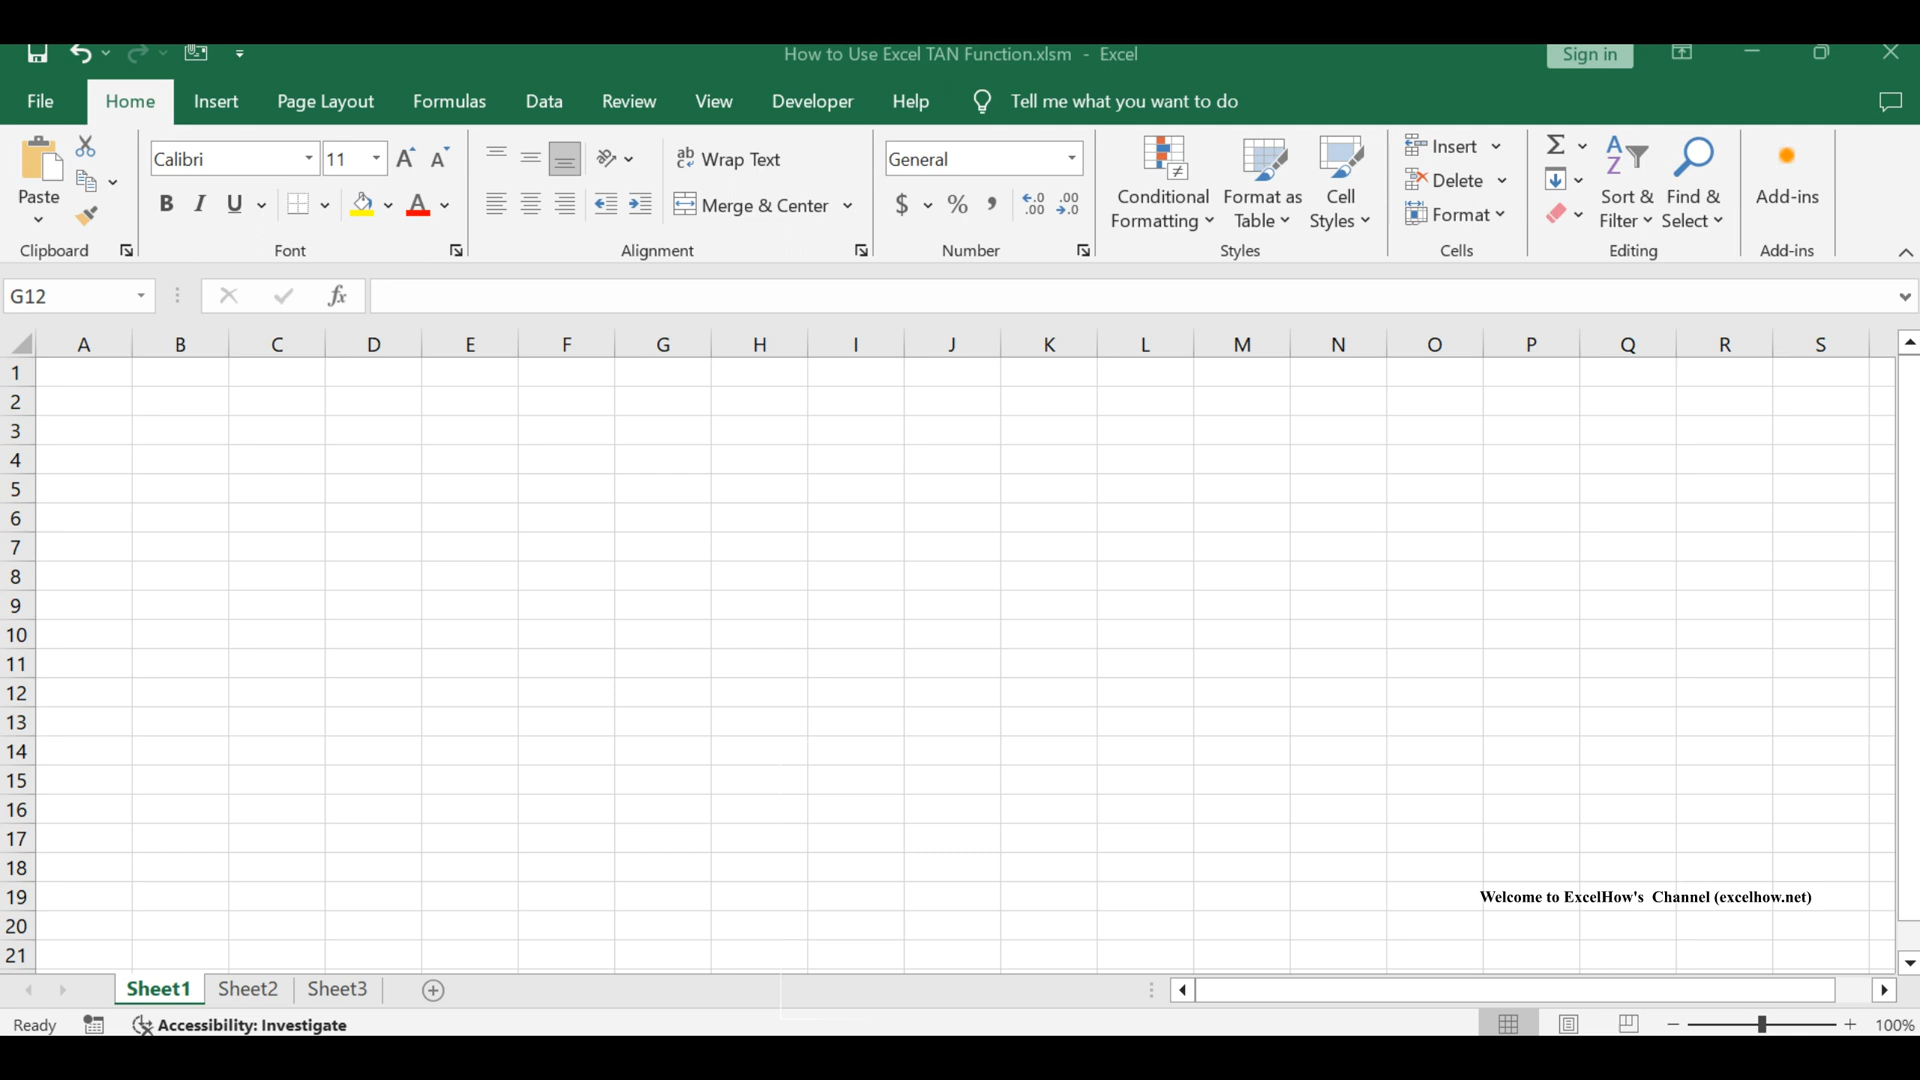 How to Use Excel TAN Function.xlsm - Excel
Sign in
File Home Insert Page Layout Formulas Data Review View Developer Help Tell me what you want to do
Paste
Clipboard
Calibri 11
B I U A
Font
Wrap Text
Merge & Center
Alignment
General
$ % ,
Number
Conditional Formatting
Format as Table
Cell Styles
Styles
Insert
Delete
Format
Cells
Sort & Filter
Find & Select
Editing
Add-ins
Add-ins
G12 fx
A B C D E F G H I J K L M N O P Q R S
1
2
3
4
5
6
7
8
9
10
11
12
13
14
15
16
17
18
19
Welcome to ExcelHow's Channel (excelhow.net)
20
21
Sheet1 Sheet2 Sheet3
Ready Accessibility: Investigate 100%